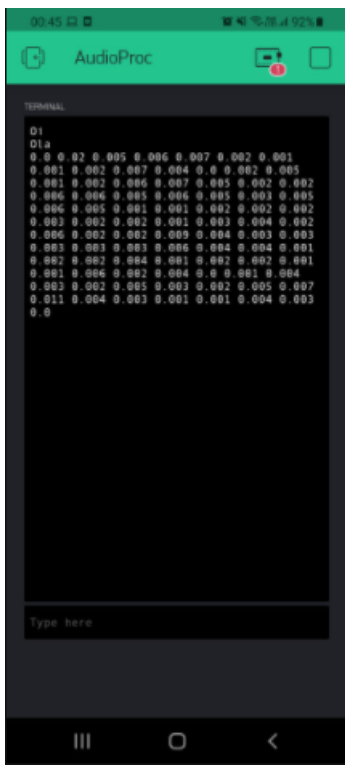 00:45 92%
AudioProc
1
TERMINAL
Oi
Ola
0.0 0.02 0.005 0.006 0.007 0.002 0.001
0.001 0.002 0.007 0.004 0.0 0.002 0.005
0.001 0.002 0.006 0.007 0.005 0.002 0.002
0.006 0.006 0.005 0.006 0.005 0.003 0.005
0.006 0.005 0.001 0.001 0.002 0.002 0.002
0.003 0.002 0.002 0.001 0.003 0.004 0.002
0.006 0.002 0.002 0.009 0.004 0.003 0.003
0.003 0.003 0.003 0.006 0.004 0.004 0.001
0.002 0.002 0.004 0.001 0.002 0.002 0.001
0.001 0.006 0.002 0.004 0.0 0.001 0.004
0.003 0.002 0.005 0.003 0.002 0.005 0.007
0.011 0.004 0.003 0.001 0.001 0.004 0.003
0.0
Type here